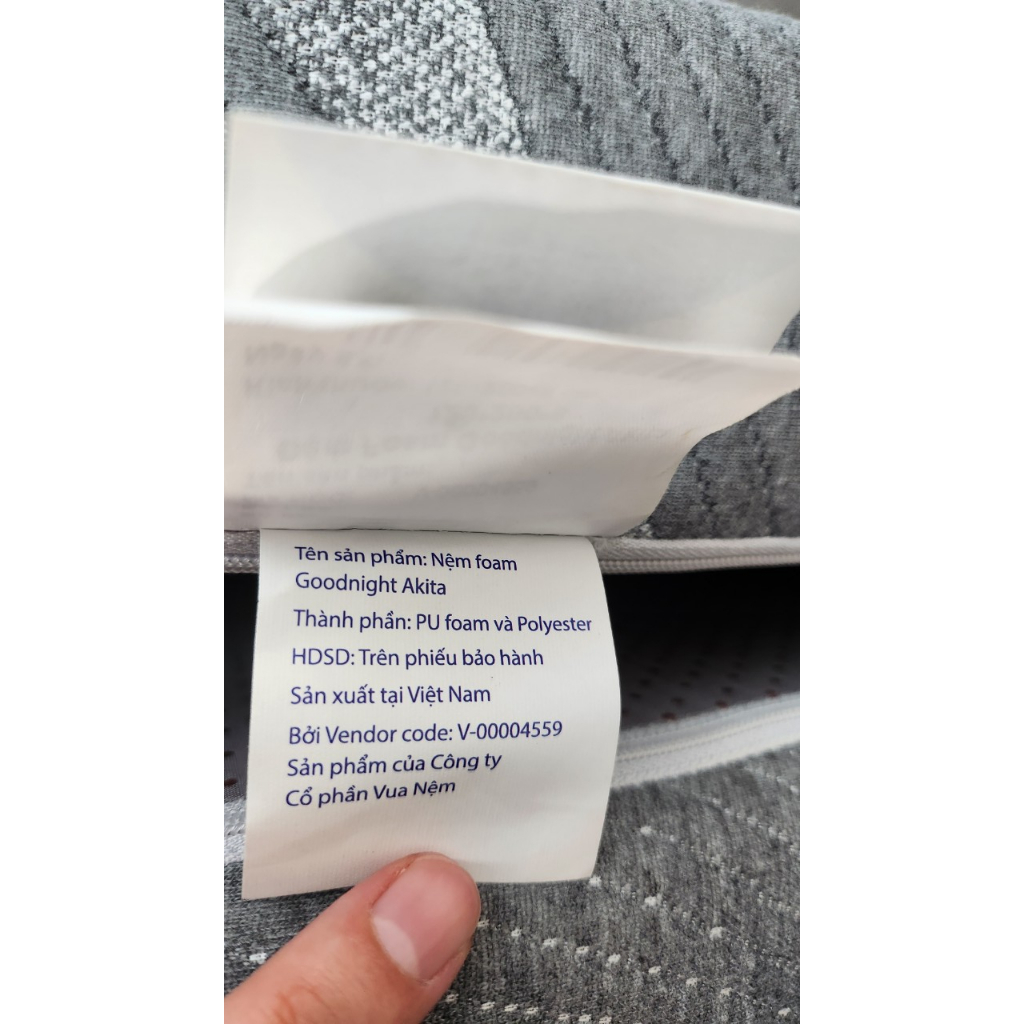 Tên sản phẩm: Nệm foam
Goodnight Akita
Thành phần: PU foam và Polyester
HDSD: Trên phiếu bảo hành
Sản xuất tại Việt Nam
Bởi Vendor code: V-00004559
Sản phẩm của Công ty
Cổ phần Vua Nệm